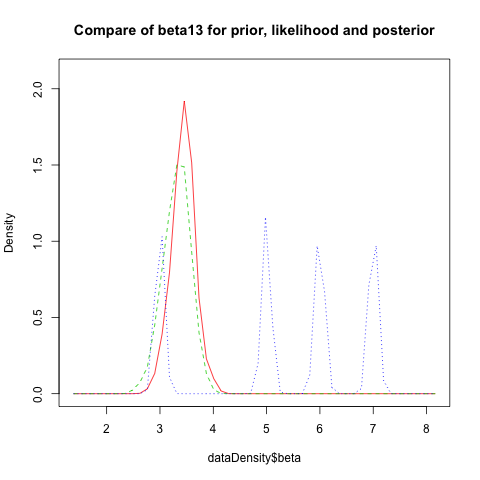 Compare of beta13 for prior, likelihood and posterior
Density
2.0
1.5
1.0
0.5
0.0
2 3 4 5 6 7 8
dataDensity$beta